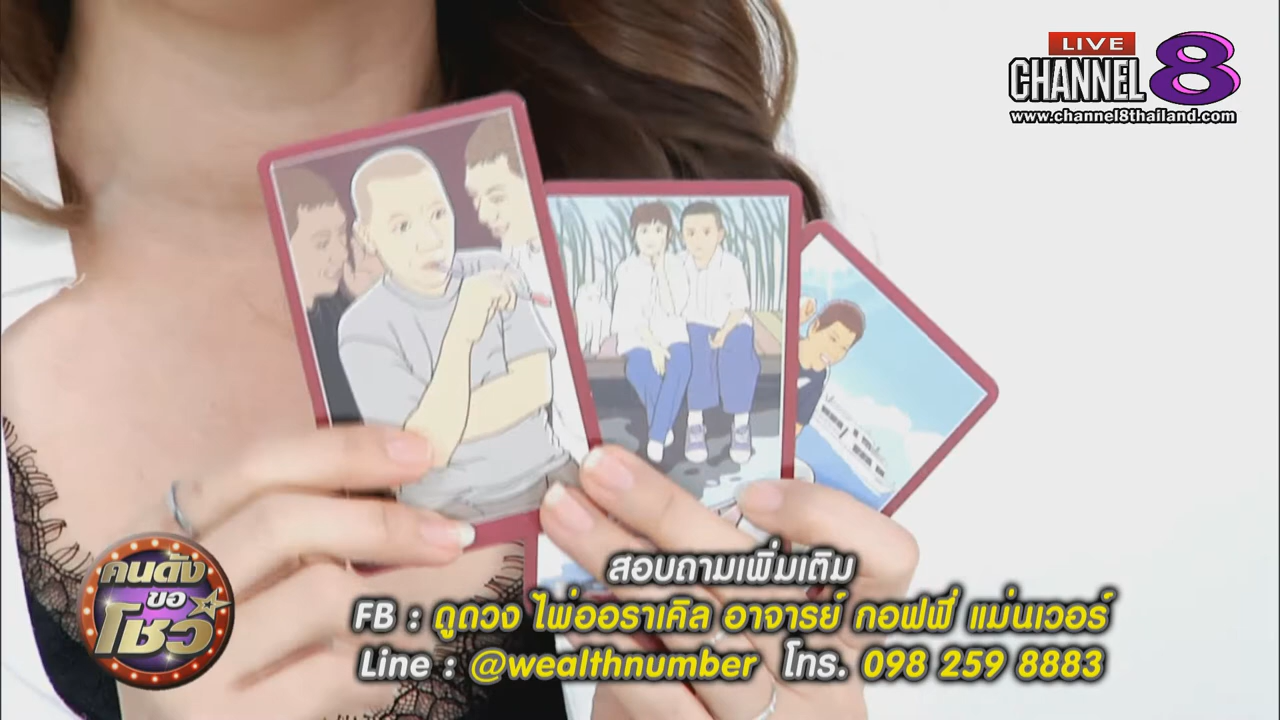 LIVE
CHANNEL 8
www.channel8thailand.com
คนดัง
ขอ
โชว์
สอบถามเพิ่มเติม
FB : ดูดวง ไพ่ออราเคิล อาจารย์ กอฟฟี่ แม่นเวอร์
Line : @wealthnumber โทร. 098 259 8883